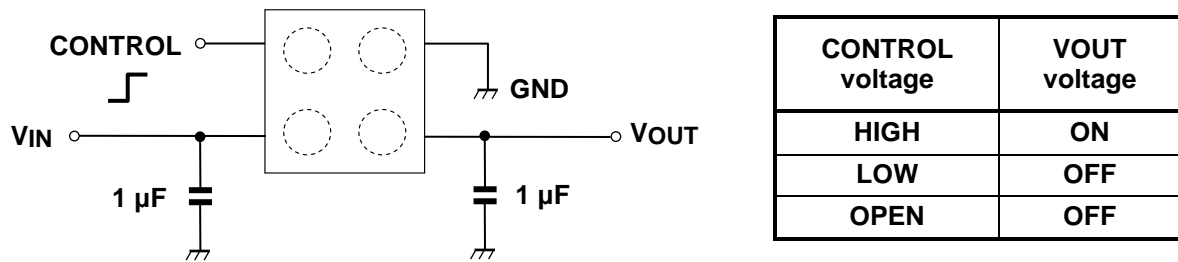 CONTROL
GND
VIN
VOUT
1 µF
1 µF
CONTROL voltage
VOUT voltage
HIGH
ON
LOW
OFF
OPEN
OFF